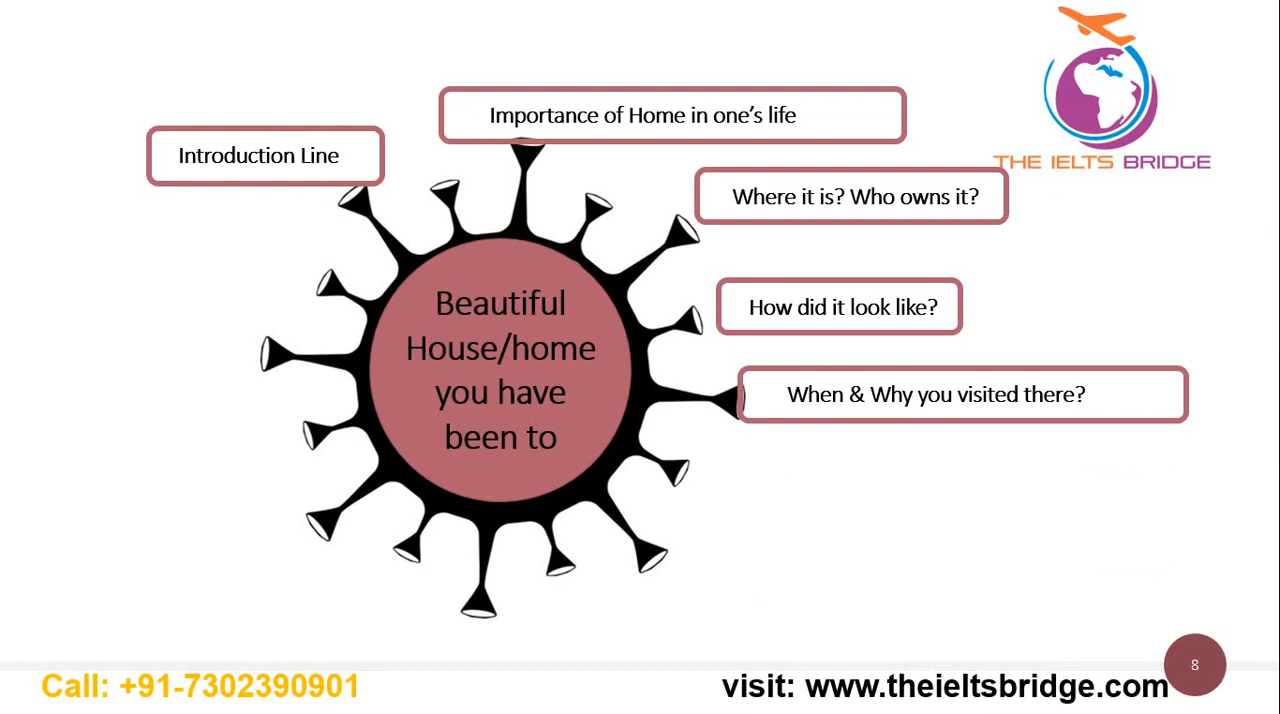 THE IELTS BRIDGE
Importance of Home in one's life
Introduction Line
Where it is? Who owns it?
How did it look like?
When & Why you visited there?
Beautiful
House/home
you have
been to
8
Call: +91-7302390901
visit: www.theieltsbridge.com